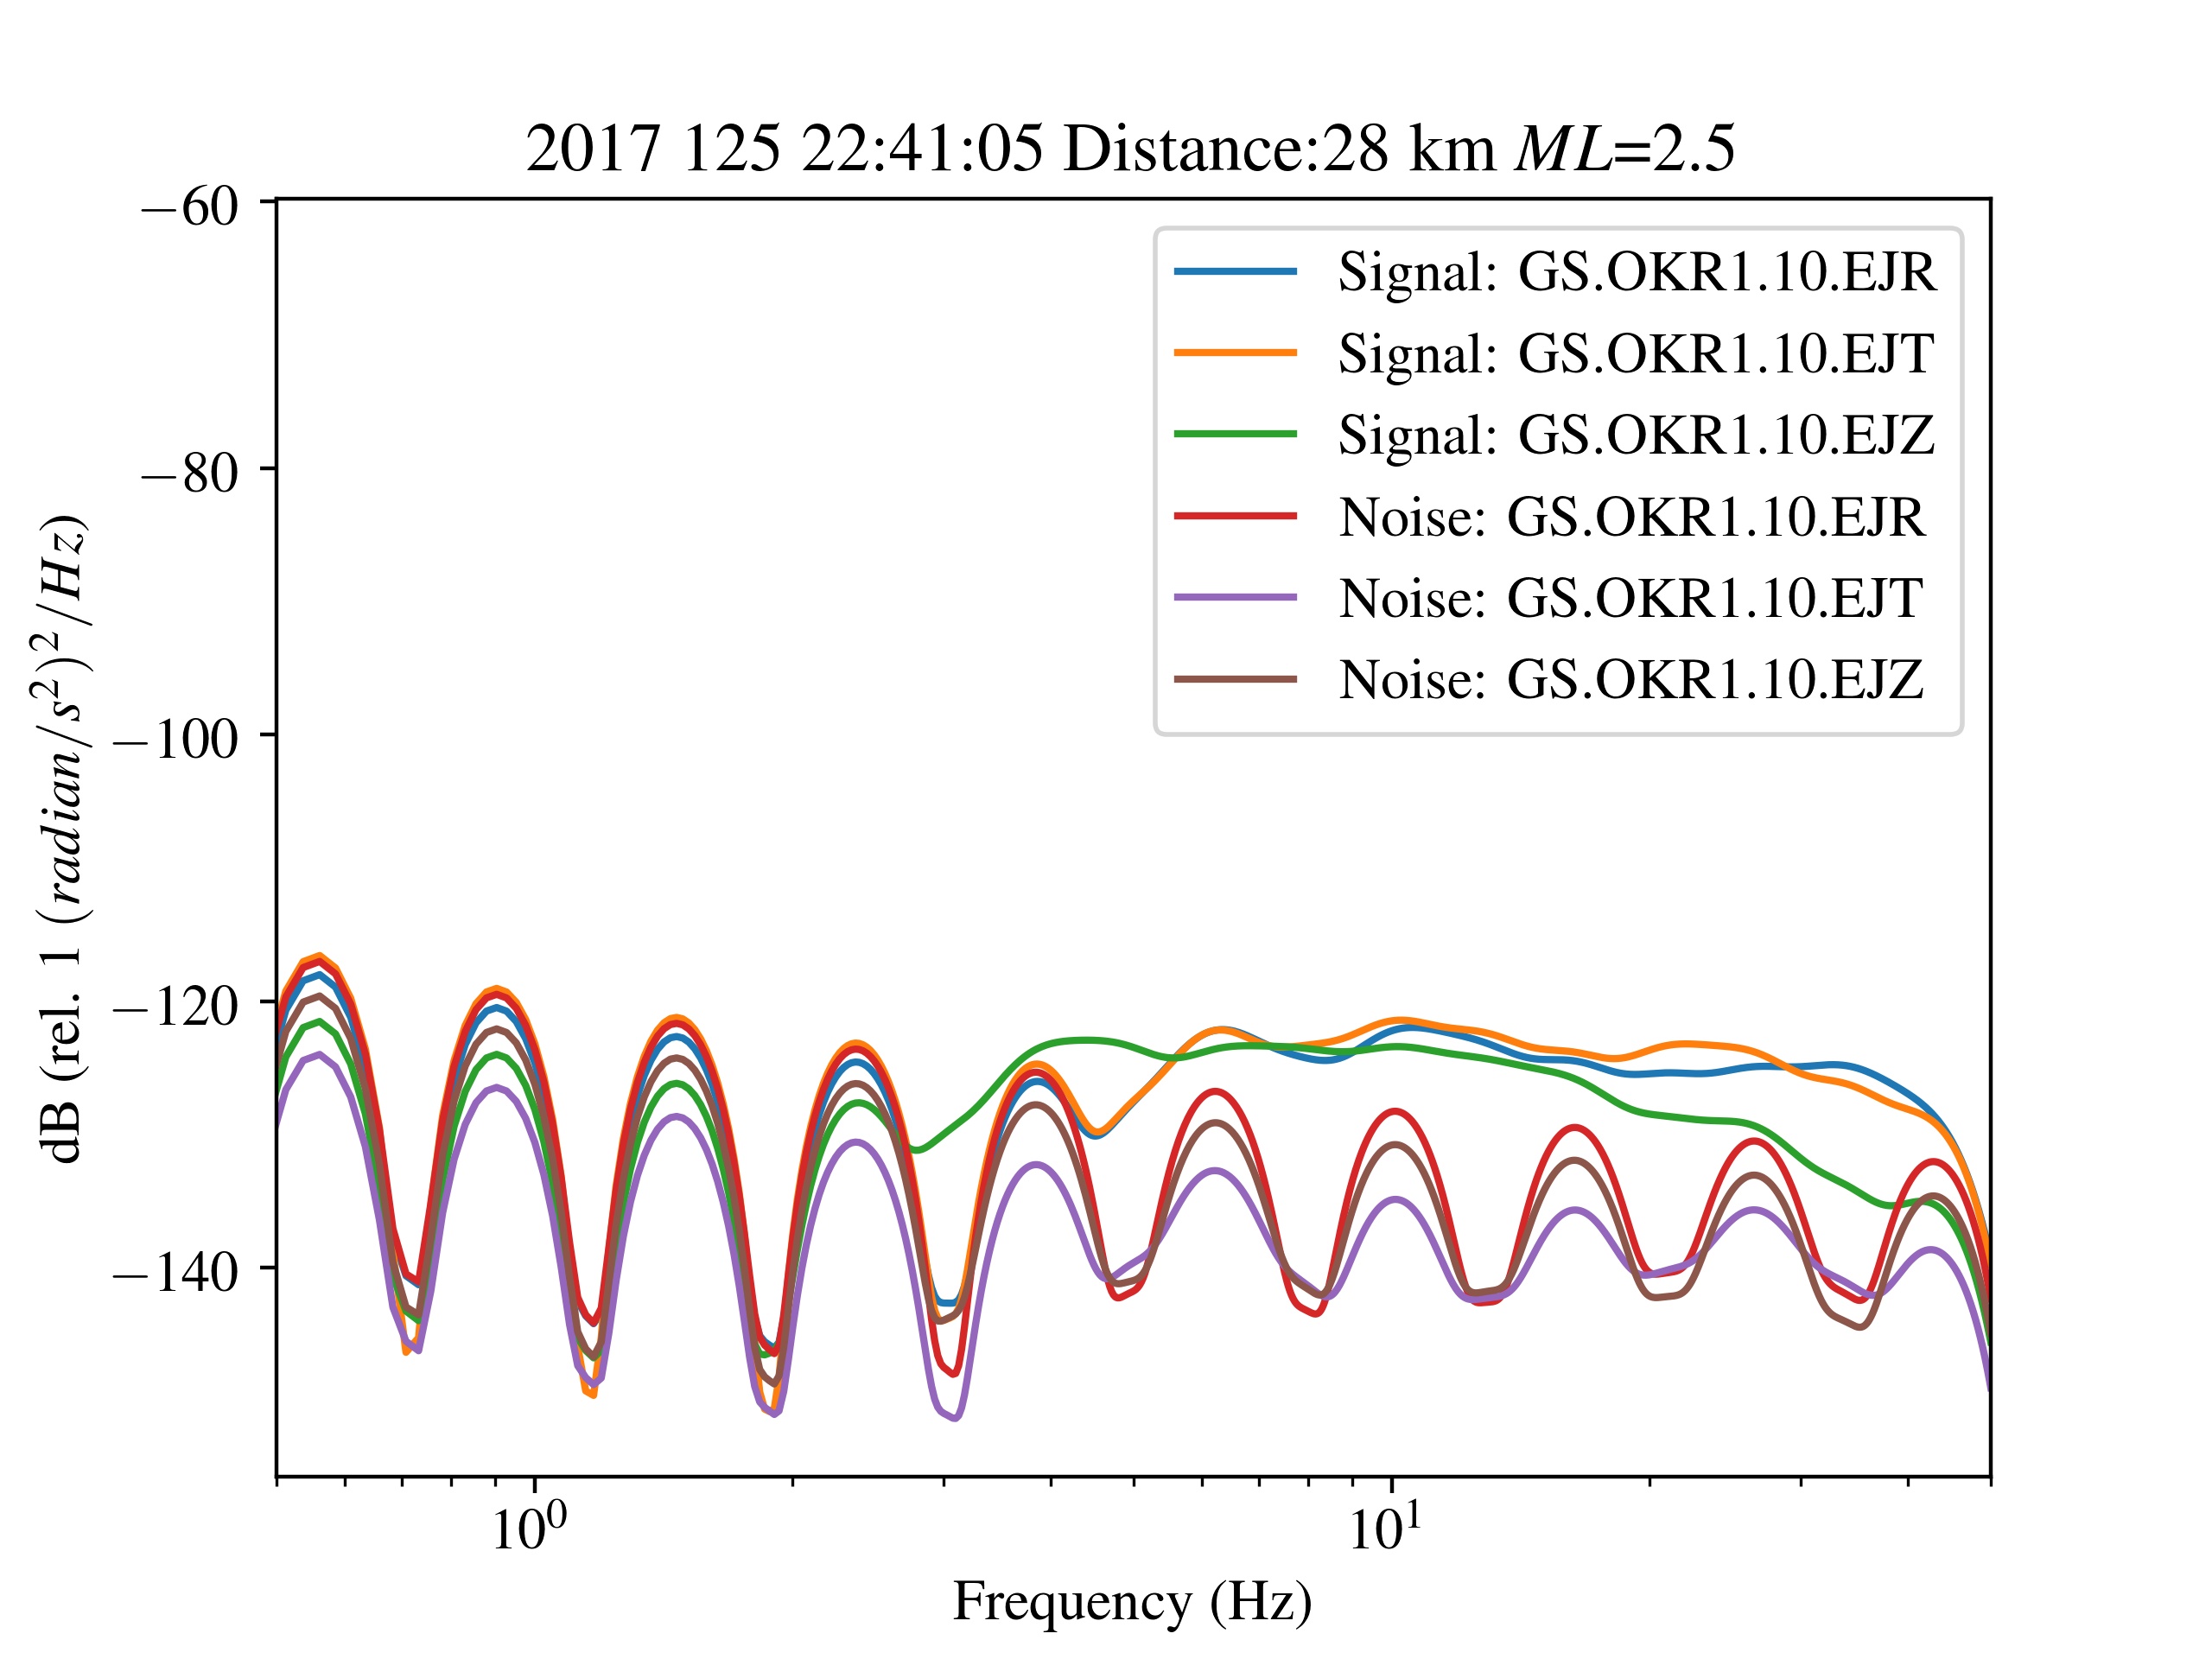 2017 125 22:41:05 Distance:28 km ML=2.5
−60
−80
−100
−120
−140
dB (rel. 1 (radian/s²)²/Hz)
Signal: GS.OKR1.10.EJR
Signal: GS.OKR1.10.EJT
Signal: GS.OKR1.10.EJZ
Noise: GS.OKR1.10.EJR
Noise: GS.OKR1.10.EJT
Noise: GS.OKR1.10.EJZ
10⁰ 10¹
Frequency (Hz)